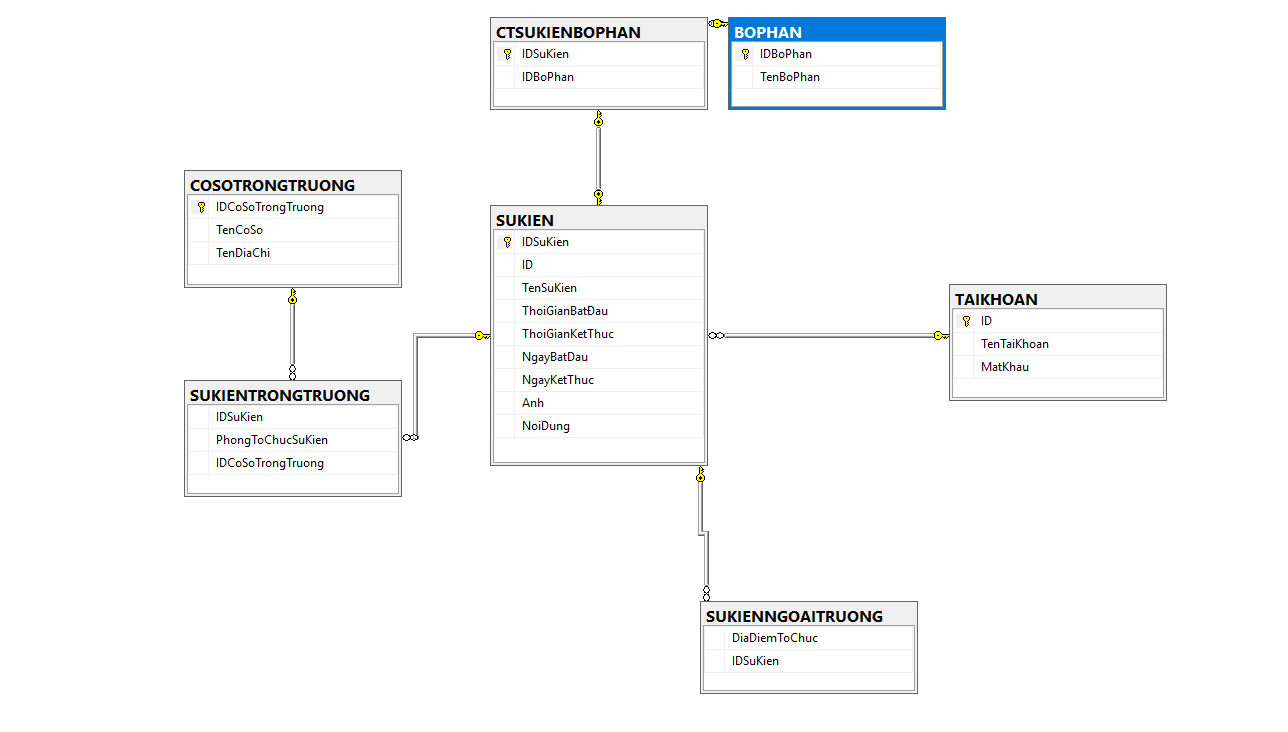 CTSUKIENBOPHAN
IDSuKien
IDBoPhan
BOPHAN
IDBoPhan
TenBoPhan
COSOTRONGTRUONG
IDCoSoTrongTruong
TenCoSo
TenDiaChi
SUKIEN
IDSuKien
ID
TenSuKien
ThoiGianBatĐau
ThoiGianKetThuc
NgayBatDau
NgayKetThuc
Anh
NoiDung
TAIKHOAN
ID
TenTaiKhoan
MatKhau
SUKIENTRONGTRUONG
IDSuKien
PhongToChucSuKien
IDCoSoTrongTruong
SUKIENNGOAITRUONG
DiaDiemToChuc
IDSuKien